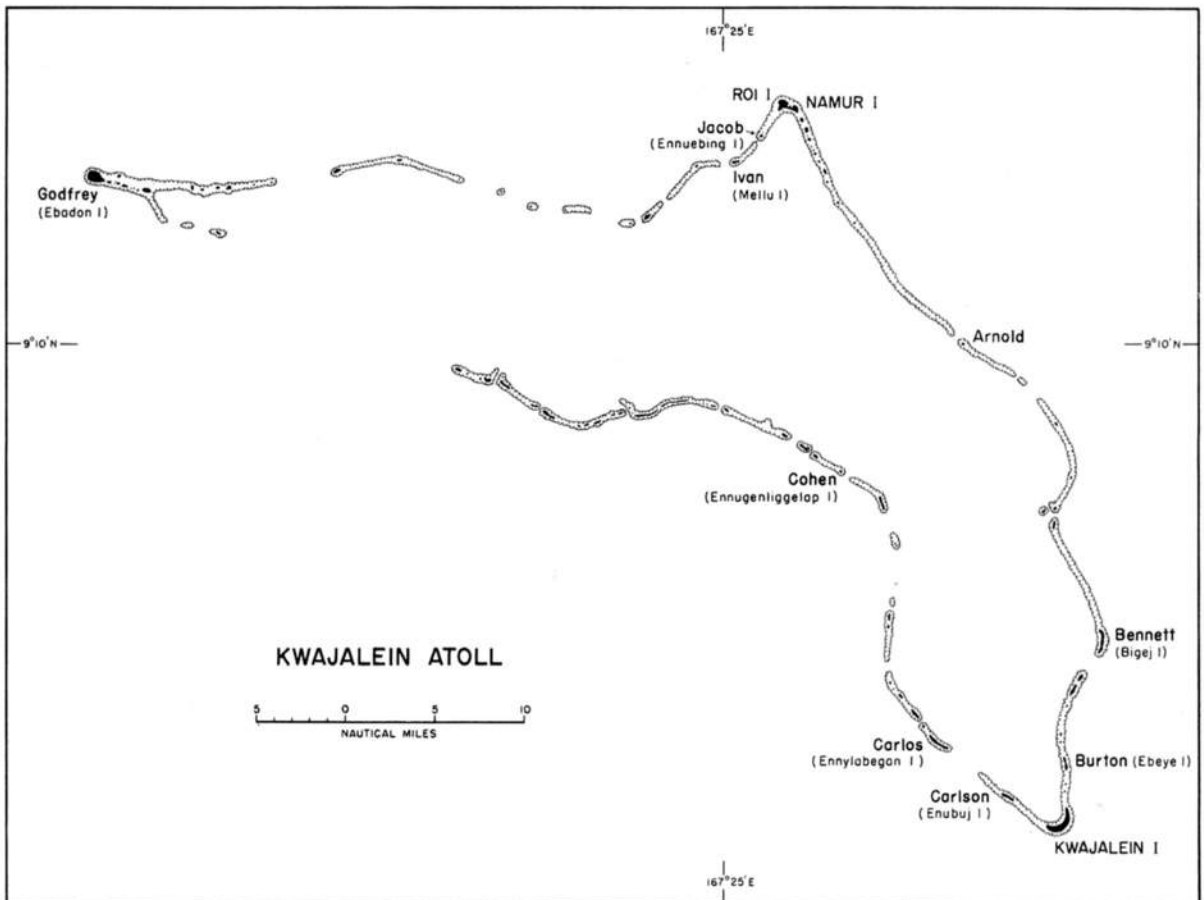 167°25'E
ROI I
NAMUR I
Jacob
(Ennuebing I)
Ivan
(Mellu I)
Godfrey
(Ebadon I)
9°10'N
Arnold
9°10'N
Cohen
(Ennugenliggelap I)
KWAJALEIN ATOLL
5 0 5 10
NAUTICAL MILES
Bennett
(Bigej I)
Carlos
(Ennylabegan I)
Burton (Ebeye I)
Carlson
(Enubuj I)
KWAJALEIN I
167°25'E